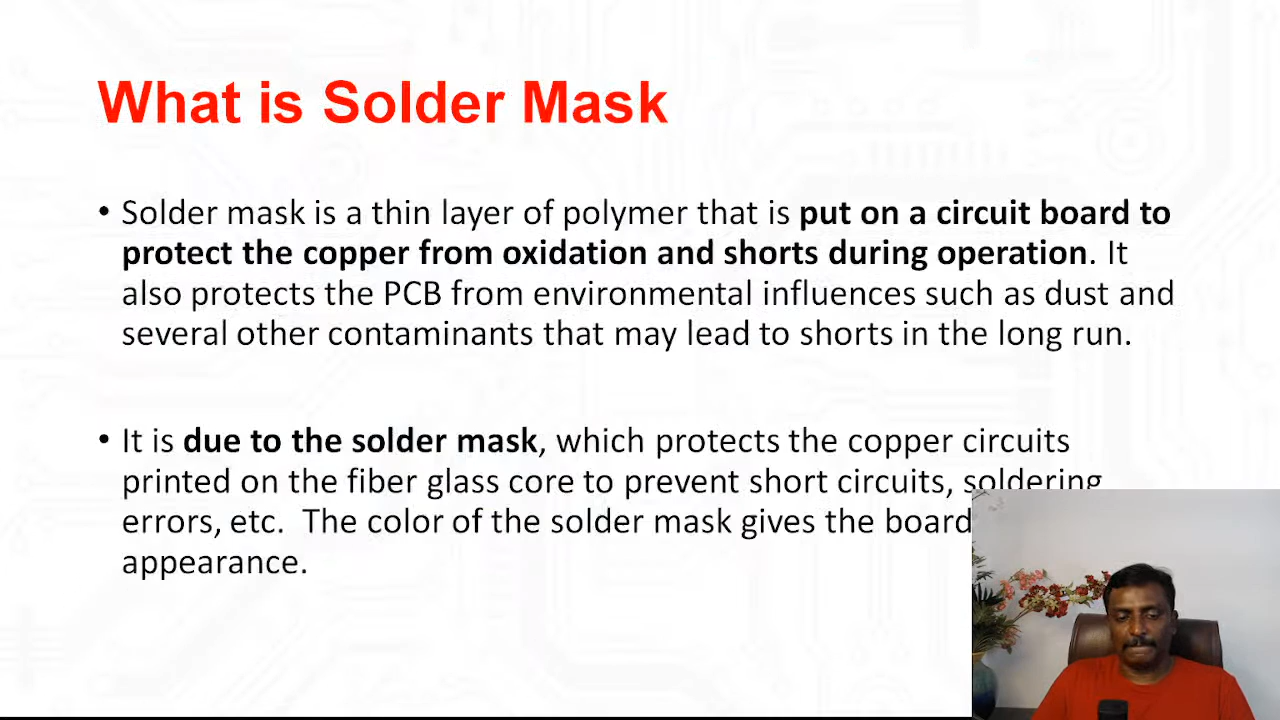 What is Solder Mask
• Solder mask is a thin layer of polymer that is put on a circuit board to
protect the copper from oxidation and shorts during operation. It
also protects the PCB from environmental influences such as dust and
several other contaminants that may lead to shorts in the long run.
• It is due to the solder mask, which protects the copper circuits
printed on the fiber glass core to prevent short circuits, soldering
errors, etc. The color of the solder mask gives the board
appearance.